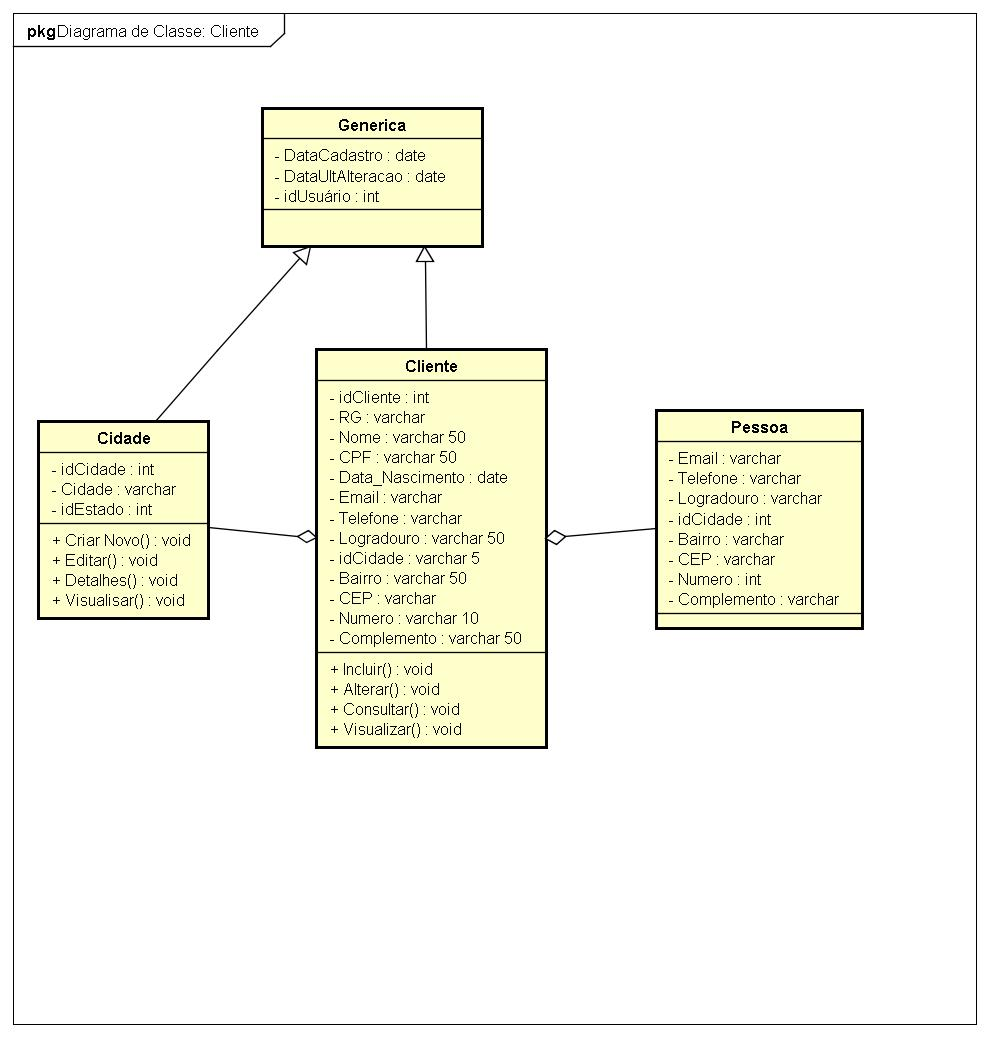 pkg Diagrama de Classe: Cliente
Generica
- DataCadastro : date
- DataUltAlteracao : date
- idUsuário : int
Cidade
- idCidade : int
- Cidade : varchar
- idEstado : int
+ Criar Novo() : void
+ Editar() : void
+ Detalhes() : void
+ Visualisar() : void
Cliente
- idCliente : int
- RG : varchar
- Nome : varchar 50
- CPF : varchar 50
- Data_Nascimento : date
- Email : varchar
- Telefone : varchar
- Logradouro : varchar 50
- idCidade : varchar 5
- Bairro : varchar 50
- CEP : varchar
- Numero : varchar 10
- Complemento : varchar 50
+ Incluir() : void
+ Alterar() : void
+ Consultar() : void
+ Visualizar() : void
Pessoa
- Email : varchar
- Telefone : varchar
- Logradouro : varchar
- idCidade : int
- Bairro : varchar
- CEP : varchar
- Numero : int
- Complemento : varchar